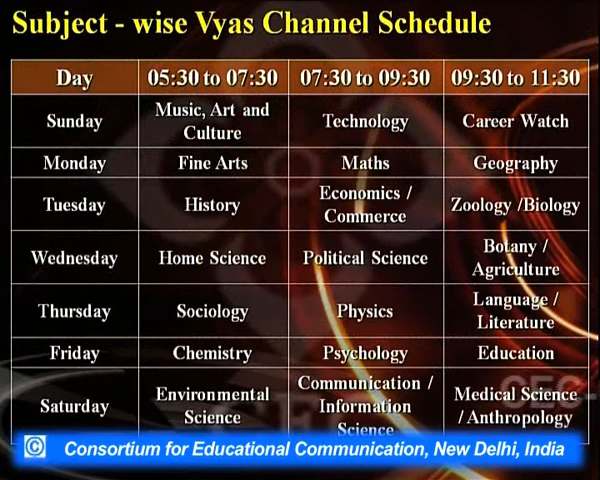 Subject - wise Vyas Channel Schedule
Day 05:30 to 07:30 07:30 to 09:30 09:30 to 11:30
Sunday Music, Art and Culture Technology Career Watch
Monday Fine Arts Maths Geography
Tuesday History Economics / Commerce Zoology /Biology
Wednesday Home Science Political Science Botany / Agriculture
Thursday Sociology Physics Language / Literature
Friday Chemistry Psychology Education
Saturday Environmental Science Communication / Information Science Medical Science / Anthropology
CEC-
© Consortium for Educational Communication, New Delhi, India